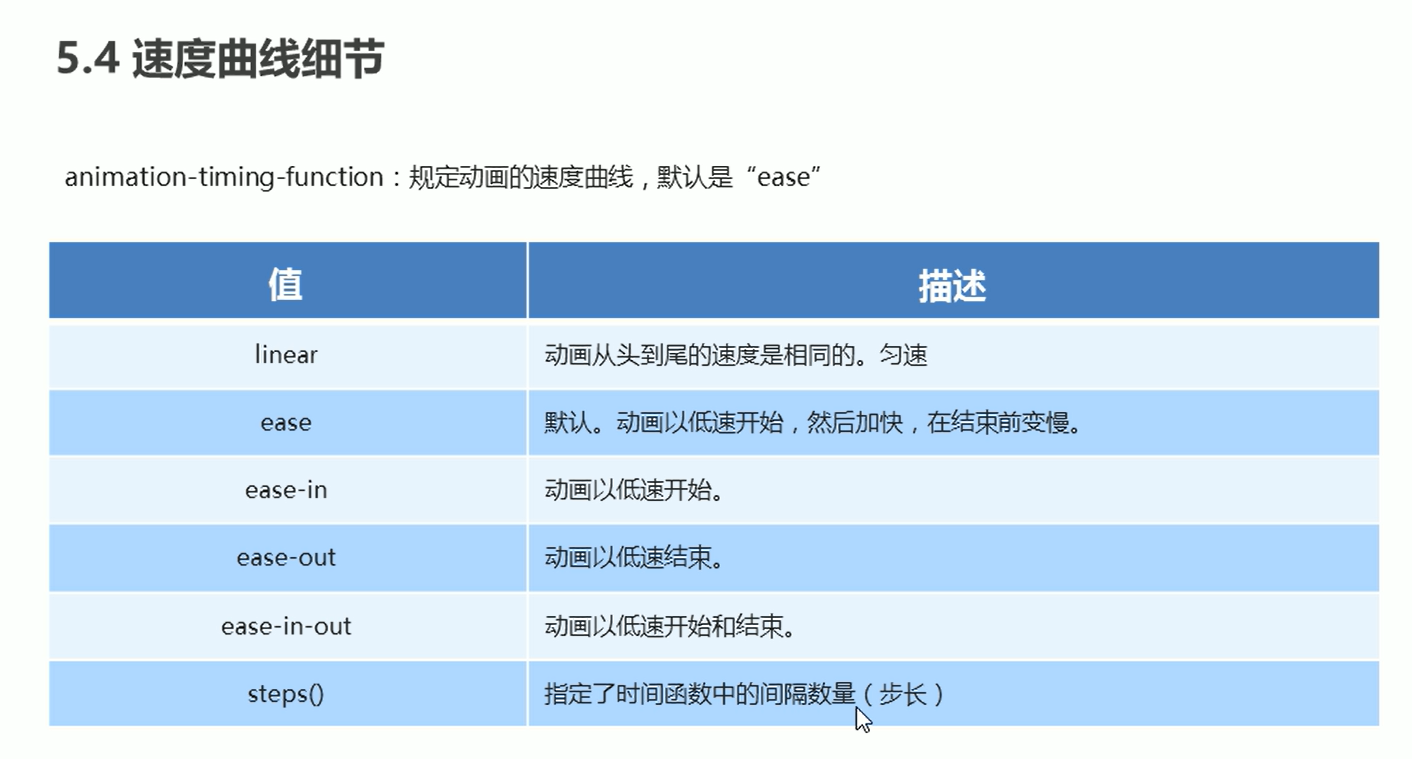 5.4 速度曲线细节
animation-timing-function：规定动画的速度曲线，默认是“ease”
值 描述
linear 动画从头到尾的速度是相同的。匀速
ease 默认。动画以低速开始，然后加快，在结束前变慢。
ease-in 动画以低速开始。
ease-out 动画以低速结束。
ease-in-out 动画以低速开始和结束。
steps() 指定了时间函数中的间隔数量（步长）